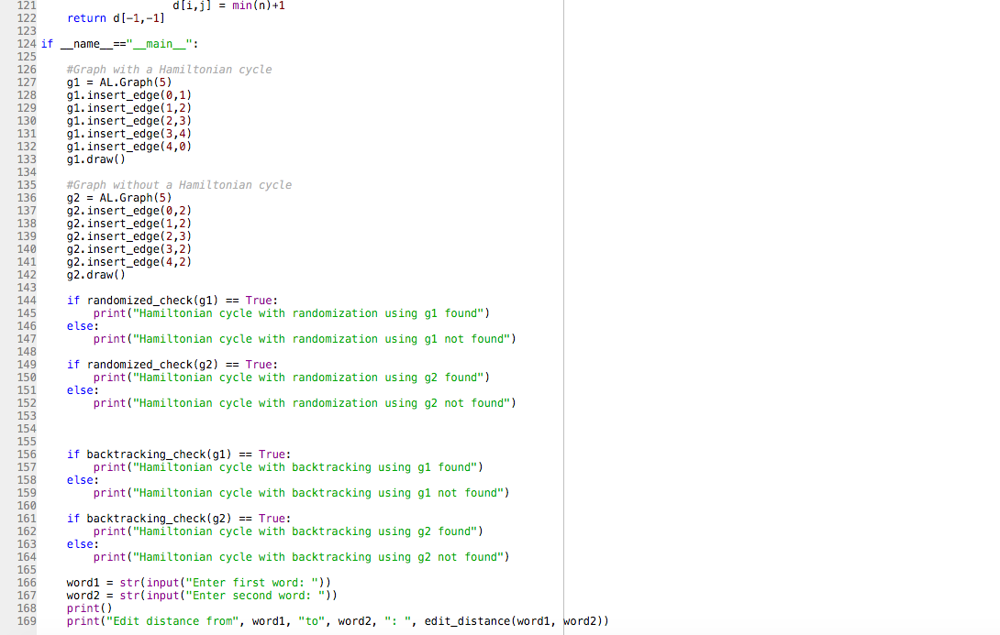 121                     d[i,j] = min(n)+1
122     return d[-1,-1]
123
124 if __name__=="__main__":
125
126     #Graph with a Hamiltonian cycle
127     g1 = AL.Graph(5)
128     g1.insert_edge(0,1)
129     g1.insert_edge(1,2)
130     g1.insert_edge(2,3)
131     g1.insert_edge(3,4)
132     g1.insert_edge(4,0)
133     g1.draw()
134
135     #Graph without a Hamiltonian cycle
136     g2 = AL.Graph(5)
137     g2.insert_edge(0,2)
138     g2.insert_edge(1,2)
139     g2.insert_edge(2,3)
140     g2.insert_edge(3,2)
141     g2.insert_edge(4,2)
142     g2.draw()
143
144     if randomized_check(g1) == True:
145         print("Hamiltonian cycle with randomization using g1 found")
146     else:
147         print("Hamiltonian cycle with randomization using g1 not found")
148
149     if randomized_check(g2) == True:
150         print("Hamiltonian cycle with randomization using g2 found")
151     else:
152         print("Hamiltonian cycle with randomization using g2 not found")
153
154
155
156     if backtracking_check(g1) == True:
157         print("Hamiltonian cycle with backtracking using g1 found")
158     else:
159         print("Hamiltonian cycle with backtracking using g1 not found")
160
161     if backtracking_check(g2) == True:
162         print("Hamiltonian cycle with backtracking using g2 found")
163     else:
164         print("Hamiltonian cycle with backtracking using g2 not found")
165
166     word1 = str(input("Enter first word: "))
167     word2 = str(input("Enter second word: "))
168     print()
169     print("Edit distance from", word1, "to", word2, ": ", edit_distance(word1, word2))